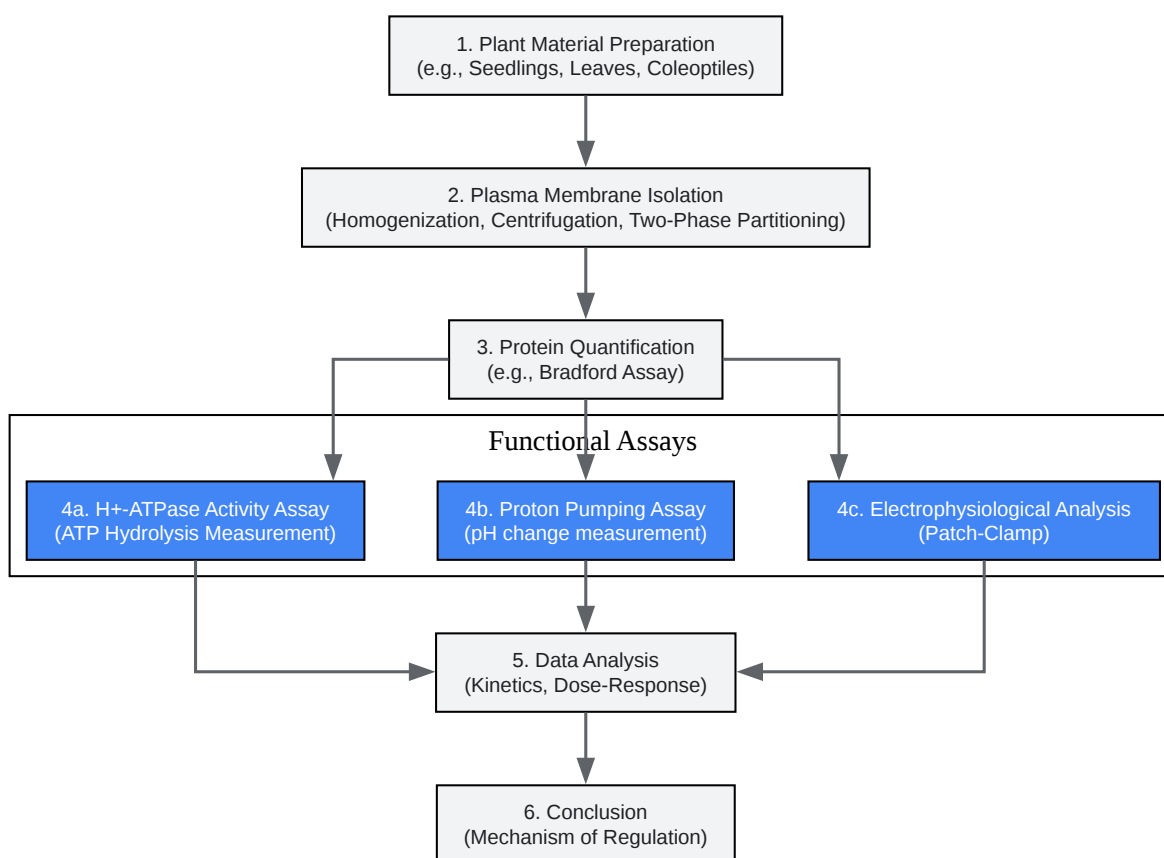 1. Plant Material Preparation
(e.g., Seedlings, Leaves, Coleoptiles)
2. Plasma Membrane Isolation
(Homogenization, Centrifugation, Two-Phase Partitioning)
3. Protein Quantification
(e.g., Bradford Assay)
Functional Assays
4a. H+-ATPase Activity Assay
(ATP Hydrolysis Measurement)
4b. Proton Pumping Assay
(pH change measurement)
4c. Electrophysiological Analysis
(Patch-Clamp)
5. Data Analysis
(Kinetics, Dose-Response)
6. Conclusion
(Mechanism of Regulation)